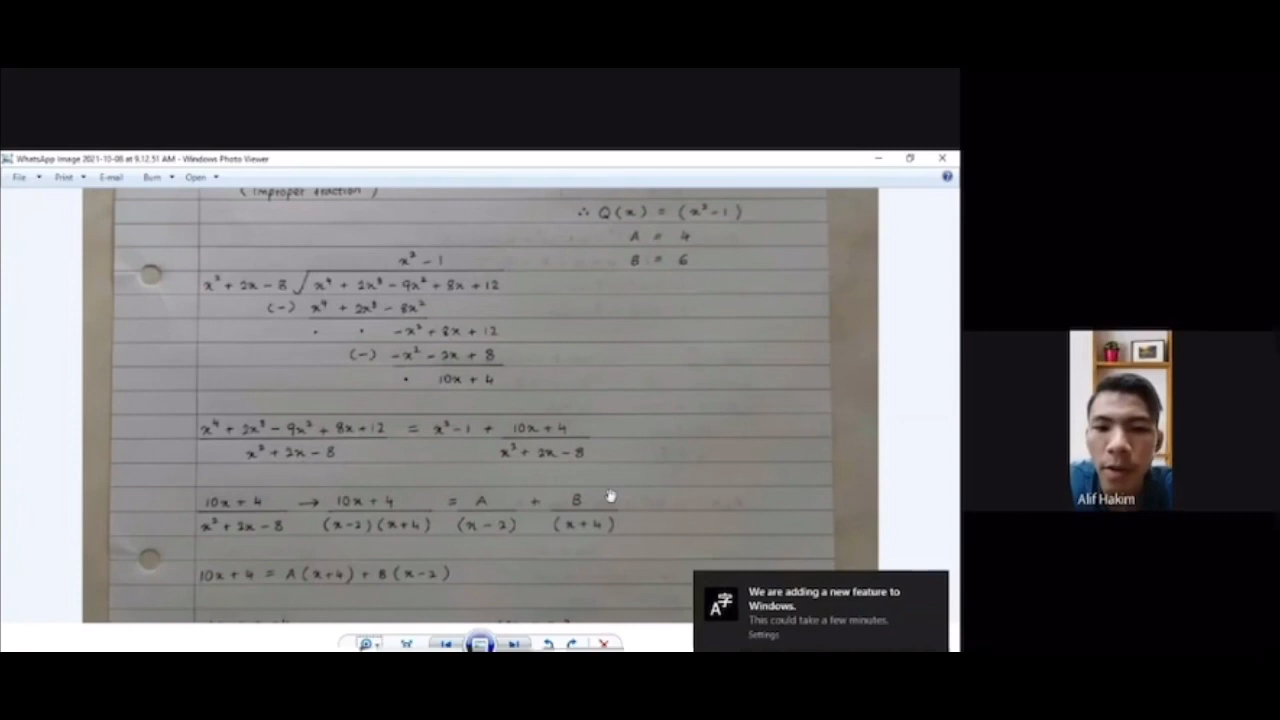 WhatsApp Image 2021-10-08 at 9.12.51 AM - Windows Photo Viewer
File Print E-mail Burn Open
(improper fraction)
∴ Q(x) = (x² - 1)
A = 4
B = 6
x² - 1
x² + 2x - 8 √ x⁴ + 2x³ - 9x² + 8x + 12
(-) x⁴ + 2x³ - 8x²
. . -x² + 8x + 12
(-) -x² - 2x + 8
. 10x + 4
x⁴ + 2x³ - 9x² + 8x + 12 = x² - 1 + 10x + 4
x² + 2x - 8 x² + 2x - 8
10x + 4 → 10x + 4 = A + B
x² + 2x - 8 (x - 2)(x + 4) (x - 2) (x + 4)
10x + 4 = A(x+4) + B(x-2)
Alif Hakim
A字
We are adding a new feature to
Windows.
This could take a few minutes.
Settings